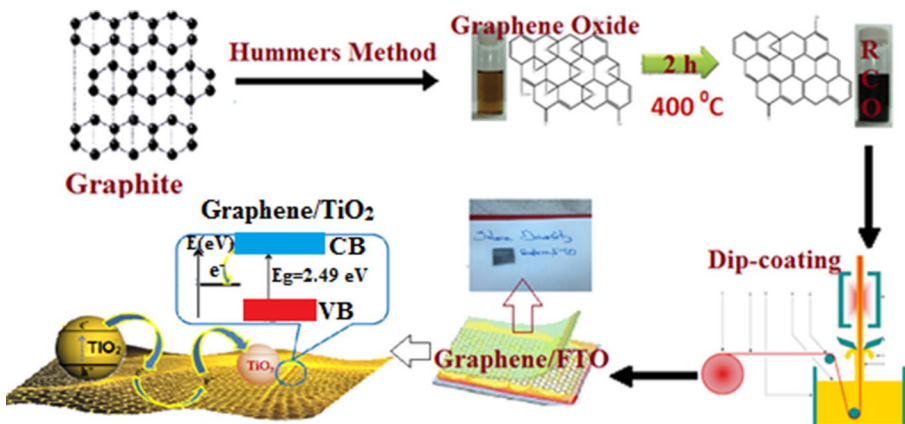 Hummers Method
Graphene Oxide
2 h
400 ⁰C
R
C
O
Graphite
Graphene/TiO₂
E(eV)
CB
e⁻
Eg=2.49 eV
VB
Dip-coating
Graphene/FTO
TiO₂
TiO₂